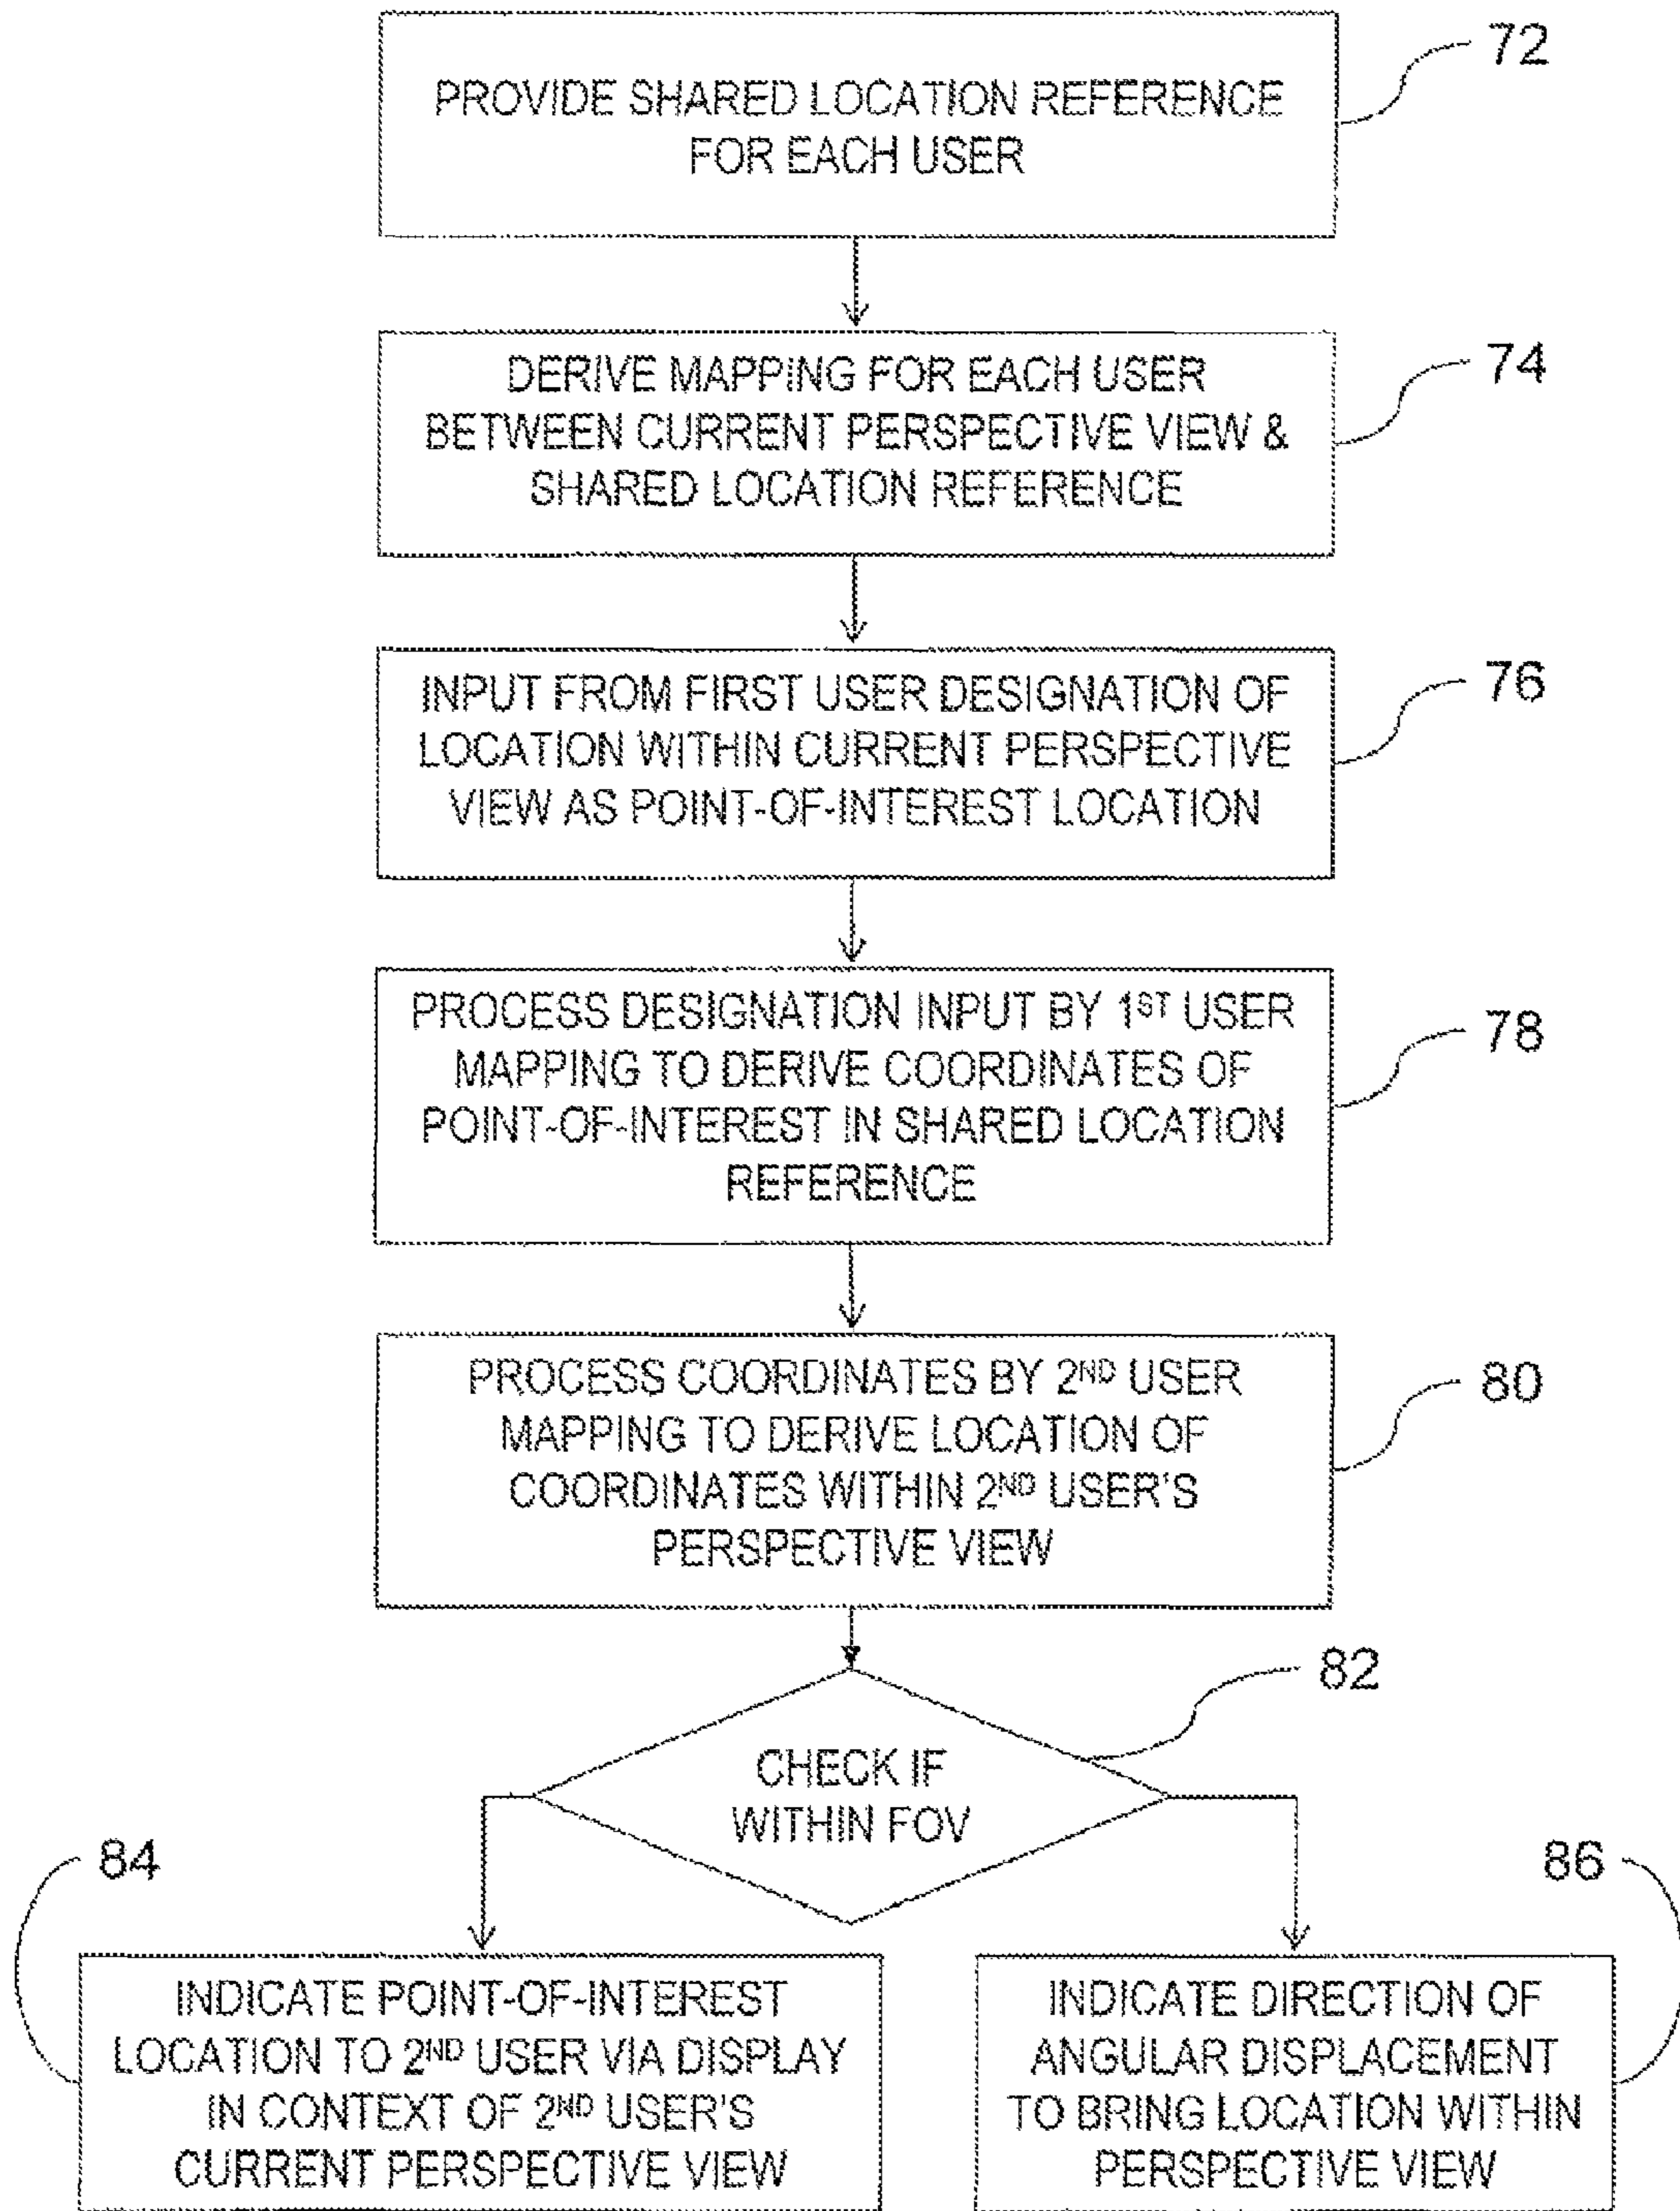 PROVIDE SHARED LOCATION REFERENCE
FOR EACH USER
72
DERIVE MAPPING FOR EACH USER
BETWEEN CURRENT PERSPECTIVE VIEW &
SHARED LOCATION REFERENCE
74
INPUT FROM FIRST USER DESIGNATION OF
LOCATION WITHIN CURRENT PERSPECTIVE
VIEW AS POINT-OF-INTEREST LOCATION
76
PROCESS DESIGNATION INPUT BY 1ST USER
MAPPING TO DERIVE COORDINATES OF
POINT-OF-INTEREST IN SHARED LOCATION
REFERENCE
78
PROCESS COORDINATES BY 2ND USER
MAPPING TO DERIVE LOCATION OF
COORDINATES WITHIN 2ND USER'S
PERSPECTIVE VIEW
80
CHECK IF
WITHIN FOV
82
84
INDICATE POINT-OF-INTEREST
LOCATION TO 2ND USER VIA DISPLAY
IN CONTEXT OF 2ND USER'S
CURRENT PERSPECTIVE VIEW
86
INDICATE DIRECTION OF
ANGULAR DISPLACEMENT
TO BRING LOCATION WITHIN
PERSPECTIVE VIEW